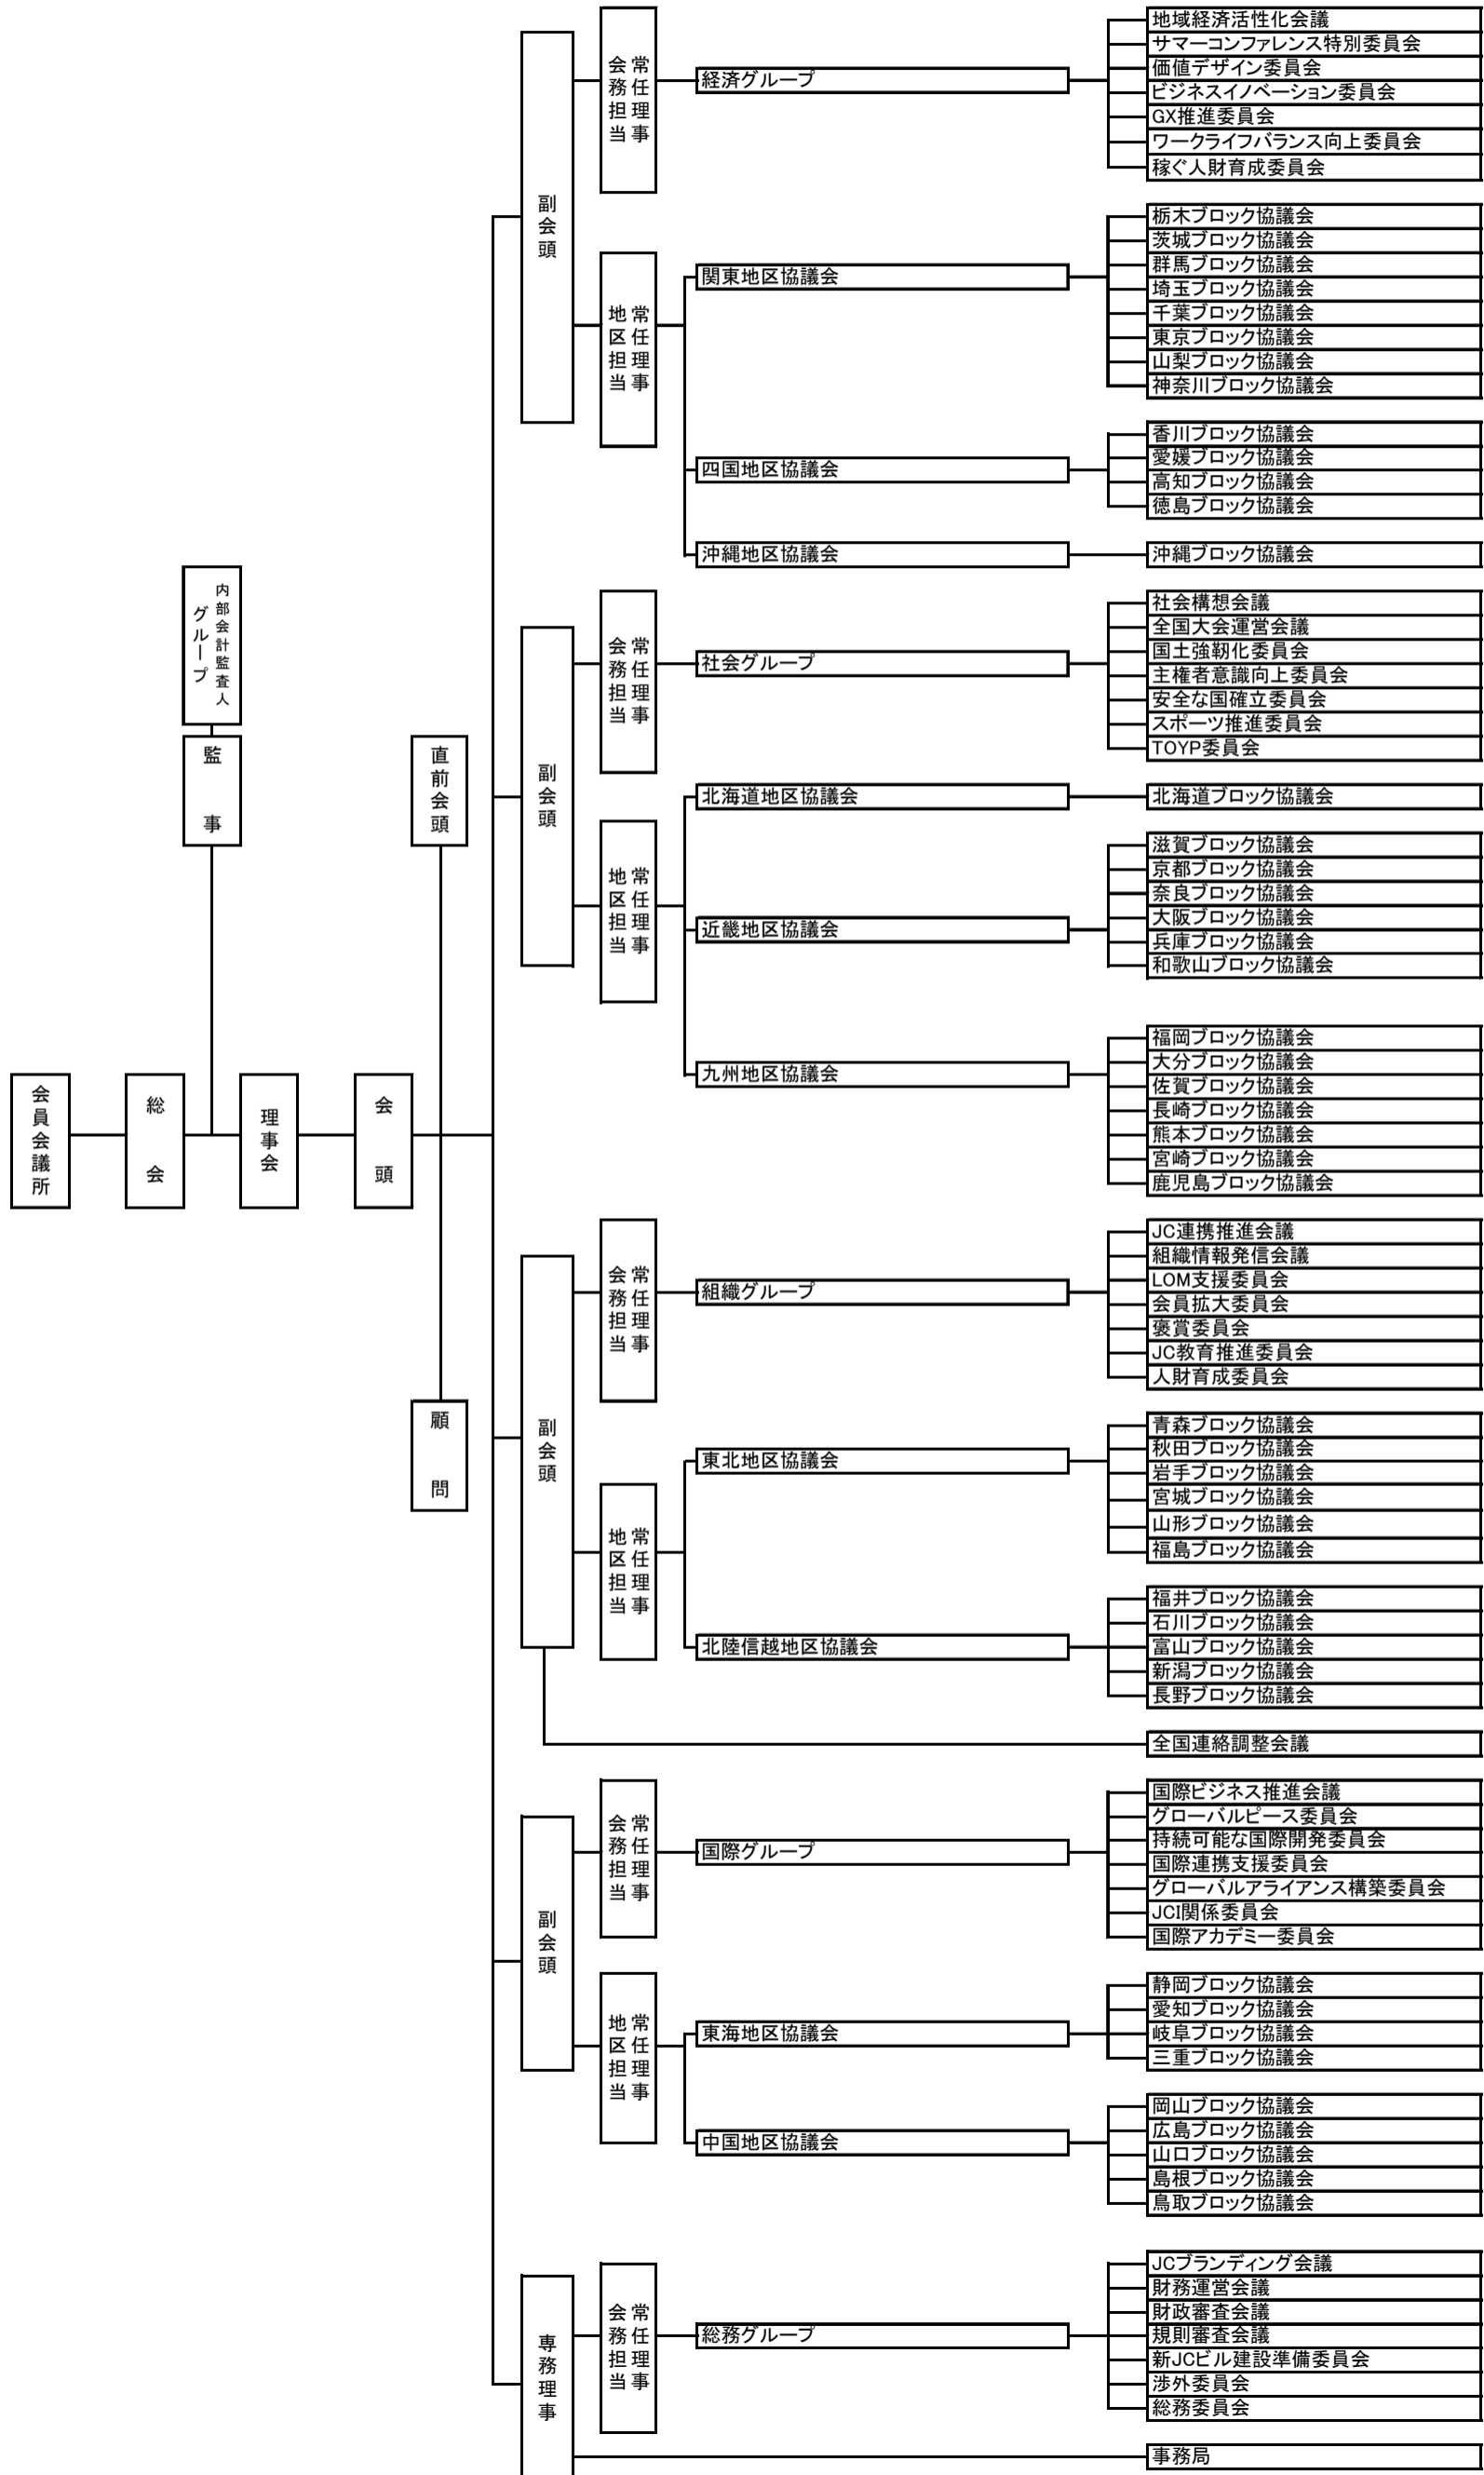 会員会議所
総会
内部会計監査人
グループ
監事
理事会
会頭
直前会頭
顧問
副会頭
常任理事
会務担当
経済グループ
地域経済活性化会議
サマーコンファレンス特別委員会
価値デザイン委員会
ビジネスイノベーション委員会
GX推進委員会
ワークライフバランス向上委員会
稼ぐ人財育成委員会
常任理事
地区担当
関東地区協議会
栃木ブロック協議会
茨城ブロック協議会
群馬ブロック協議会
埼玉ブロック協議会
千葉ブロック協議会
東京ブロック協議会
山梨ブロック協議会
神奈川ブロック協議会
四国地区協議会
香川ブロック協議会
愛媛ブロック協議会
高知ブロック協議会
徳島ブロック協議会
沖縄地区協議会
沖縄ブロック協議会
副会頭
常任理事
会務担当
社会グループ
社会構想会議
全国大会運営会議
国土強靭化委員会
主権者意識向上委員会
安全な国確立委員会
スポーツ推進委員会
TOYP委員会
常任理事
地区担当
北海道地区協議会
北海道ブロック協議会
近畿地区協議会
滋賀ブロック協議会
京都ブロック協議会
奈良ブロック協議会
大阪ブロック協議会
兵庫ブロック協議会
和歌山ブロック協議会
九州地区協議会
福岡ブロック協議会
大分ブロック協議会
佐賀ブロック協議会
長崎ブロック協議会
熊本ブロック協議会
宮崎ブロック協議会
鹿児島ブロック協議会
副会頭
常任理事
会務担当
組織グループ
JC連携推進会議
組織情報発信会議
LOM支援委員会
会員拡大委員会
褒賞委員会
JC教育推進委員会
人財育成委員会
常任理事
地区担当
東北地区協議会
青森ブロック協議会
秋田ブロック協議会
岩手ブロック協議会
宮城ブロック協議会
山形ブロック協議会
福島ブロック協議会
北陸信越地区協議会
福井ブロック協議会
石川ブロック協議会
富山ブロック協議会
新潟ブロック協議会
長野ブロック協議会
全国連絡調整会議
副会頭
常任理事
会務担当
国際グループ
国際ビジネス推進会議
グローバルピース委員会
持続可能な国際開発委員会
国際連携支援委員会
グローバルアライアンス構築委員会
JCI関係委員会
国際アカデミー委員会
常任理事
地区担当
東海地区協議会
静岡ブロック協議会
愛知ブロック協議会
岐阜ブロック協議会
三重ブロック協議会
中国地区協議会
岡山ブロック協議会
広島ブロック協議会
山口ブロック協議会
島根ブロック協議会
鳥取ブロック協議会
専務理事
常任理事
会務担当
総務グループ
JCブランディング会議
財務運営会議
財政審査会議
規則審査会議
新JCビル建設準備委員会
渉外委員会
総務委員会
事務局